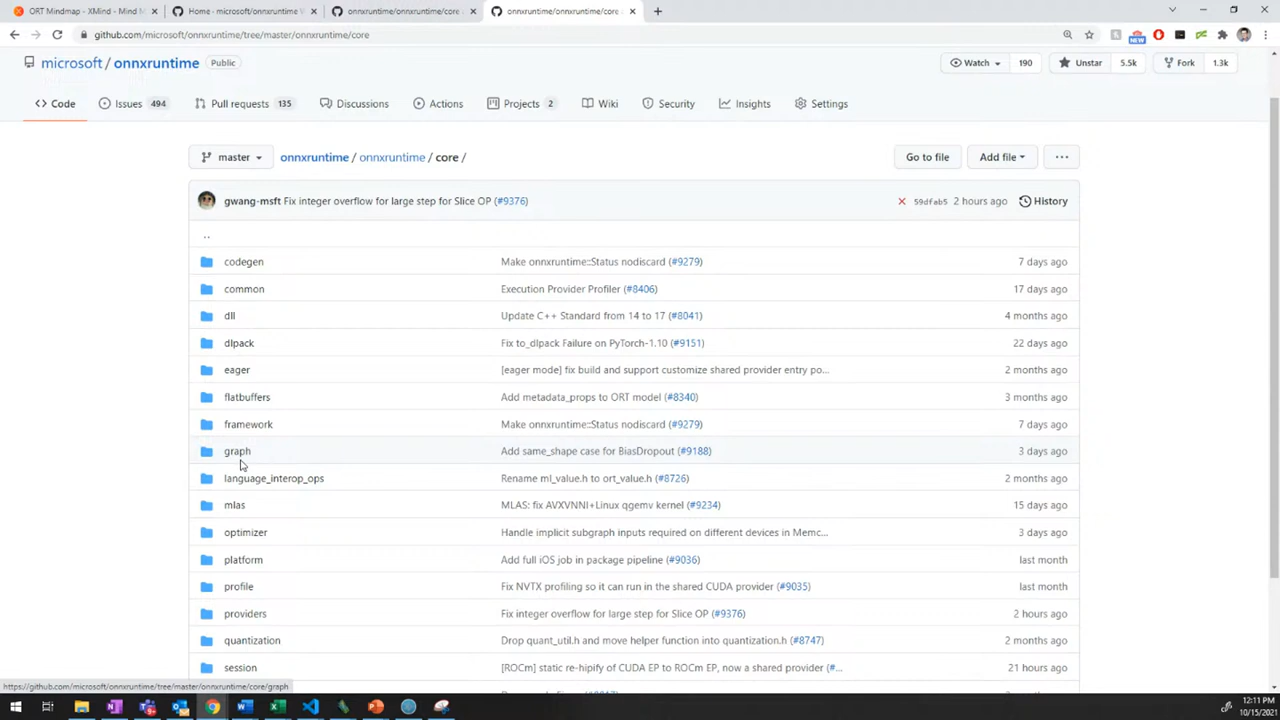 ORT Mindmap - XMind - Mind M
Home · microsoft/onnxruntime W
onnxruntime/onnxruntime/core
onnxruntime/onnxruntime/core
github.com/microsoft/onnxruntime/tree/master/onnxruntime/core
NEW
microsoft / onnxruntime Public
Watch 190
Unstar 5.5k
Fork 1.3k
Code
Issues 494
Pull requests 135
Discussions
Actions
Projects 2
Wiki
Security
Insights
Settings
master
onnxruntime / onnxruntime / core /
Go to file
Add file
gwang-msft Fix integer overflow for large step for Slice OP (#9376) 59dfab5 2 hours ago History
..
codegen Make onnxruntime::Status nodiscard (#9279) 7 days ago
common Execution Provider Profiler (#8406) 17 days ago
dll Update C++ Standard from 14 to 17 (#8041) 4 months ago
dlpack Fix to_dlpack Failure on PyTorch-1.10 (#9151) 22 days ago
eager [eager mode] fix build and support customize shared provider entry po... 2 months ago
flatbuffers Add metadata_props to ORT model (#8340) 3 months ago
framework Make onnxruntime::Status nodiscard (#9279) 7 days ago
graph Add same_shape case for BiasDropout (#9188) 3 days ago
language_interop_ops Rename ml_value.h to ort_value.h (#8726) 2 months ago
mlas MLAS: fix AVXVNNI+Linux qgemv kernel (#9234) 15 days ago
optimizer Handle implicit subgraph inputs required on different devices in Memc... 3 days ago
platform Add full iOS job in package pipeline (#9036) last month
profile Fix NVTX profiling so it can run in the shared CUDA provider (#9035) last month
providers Fix integer overflow for large step for Slice OP (#9376) 2 hours ago
quantization Drop quant_util.h and move helper function into quantization.h (#8747) 2 months ago
session [ROCm] static re-hipify of CUDA EP to ROCm EP, now a shared provider (#... 21 hours ago
https://github.com/microsoft/onnxruntime/tree/master/onnxruntime/core/graph
12:11 PM
10/15/2021